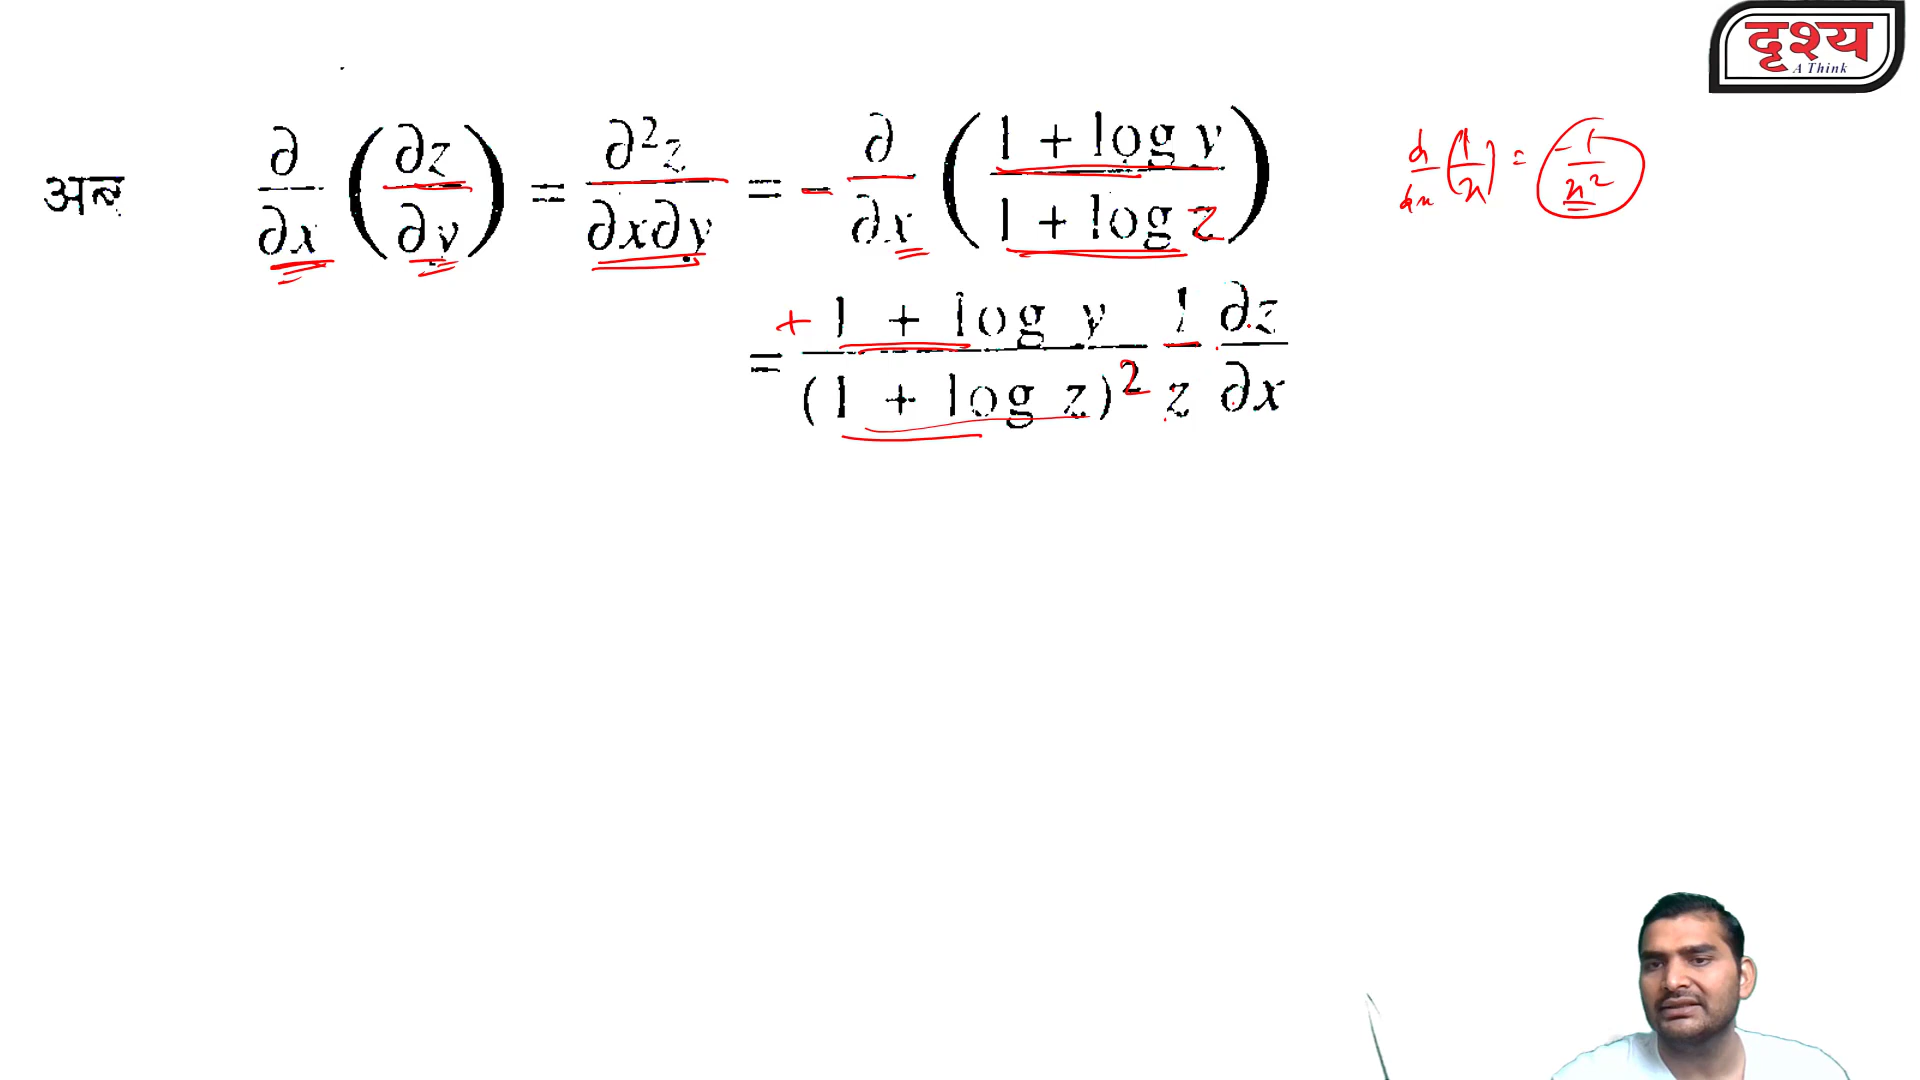 दृश्य
A Think
अब ∂/∂x (∂z/∂y) = ∂²z/∂x∂y = - ∂/∂x ((1 + log y)/(1 + log z))
d/dx (1/x) = -1/x²
= + (1 + log y)/(1 + log z)² 1/z ∂z/∂x